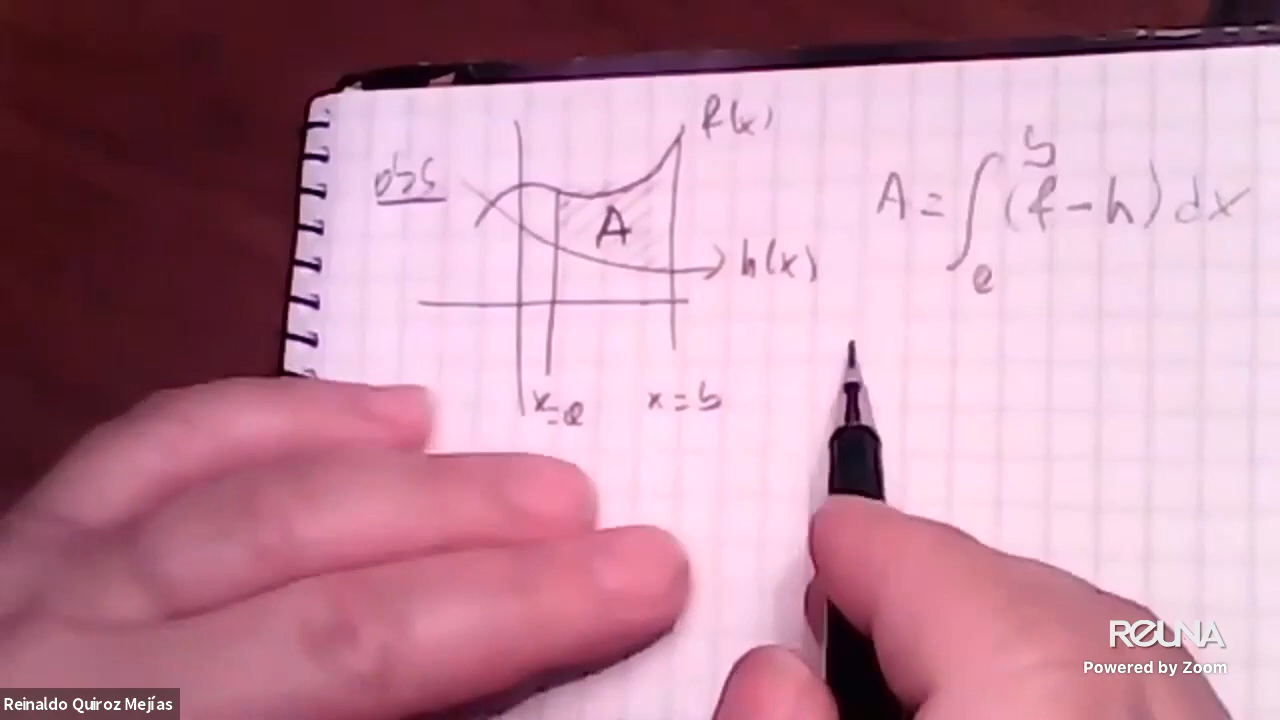 obs
f(x)
A
h(x)
x=a
x=b
A = ∫ₐᵇ (f-h) dx
REUNA
Powered by Zoom
Reinaldo Quiroz Mejías